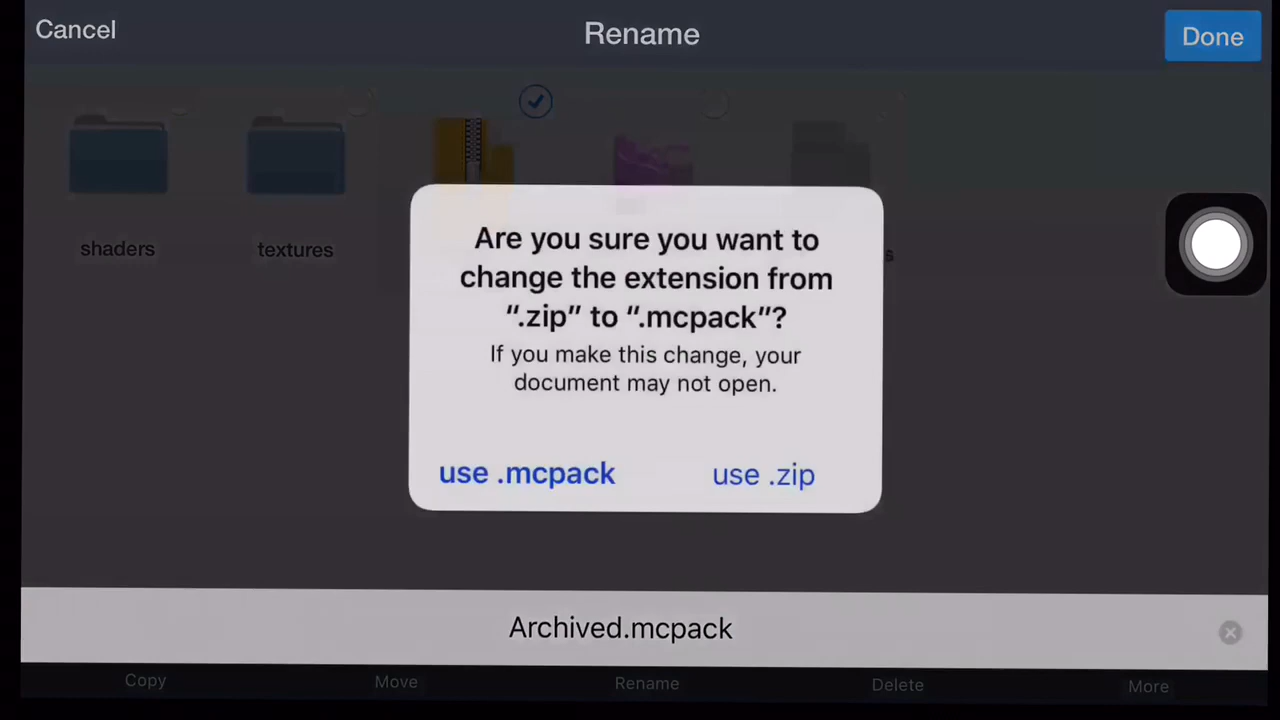 Cancel
Rename
Done
shaders
textures
Are you sure you want to
change the extension from
“.zip” to “.mcpack”?
If you make this change, your
document may not open.
use .mcpack
use .zip
Archived.mcpack
Copy
Move
Rename
Delete
More